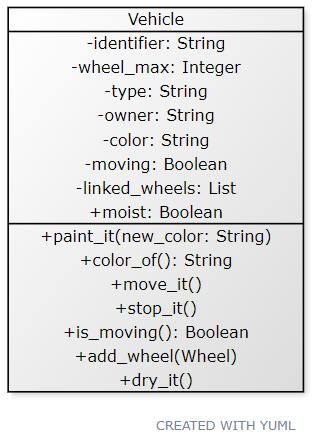 Vehicle
-identifier: String
-wheel_max: Integer
-type: String
-owner: String
-color: String
-moving: Boolean
-linked_wheels: List
+moist: Boolean
+paint_it(new_color: String)
+color_of(): String
+move_it()
+stop_it()
+is_moving(): Boolean
+add_wheel(Wheel)
+dry_it()
CREATED WITH YUML